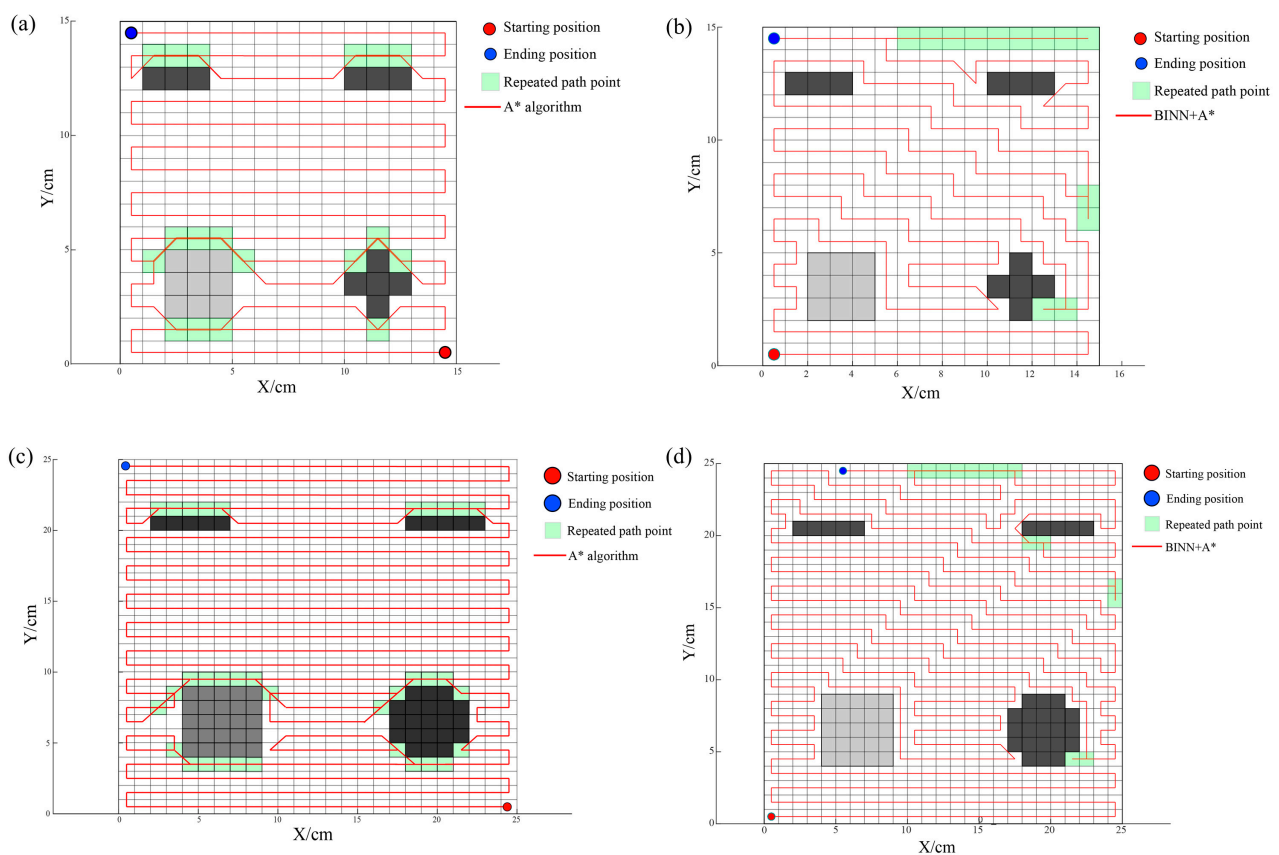 (a)
15
10
5
0
0
5
10
15
Y/cm
X/cm
Starting position
Ending position
Repeated path point
A* algorithm
(b)
15
10
5
0
0
2
4
6
8
10
12
14
16
Y/cm
X/cm
Starting position
Ending position
Repeated path point
BINN+A*
(c)
25
20
15
10
5
0
0
5
10
15
20
25
Y/cm
X/cm
Starting position
Ending position
Repeated path point
A* algorithm
(d)
25
20
15
10
5
0
0
5
10
15
20
25
Y/cm
X/cm
Starting position
Ending position
Repeated path point
BINN+A*